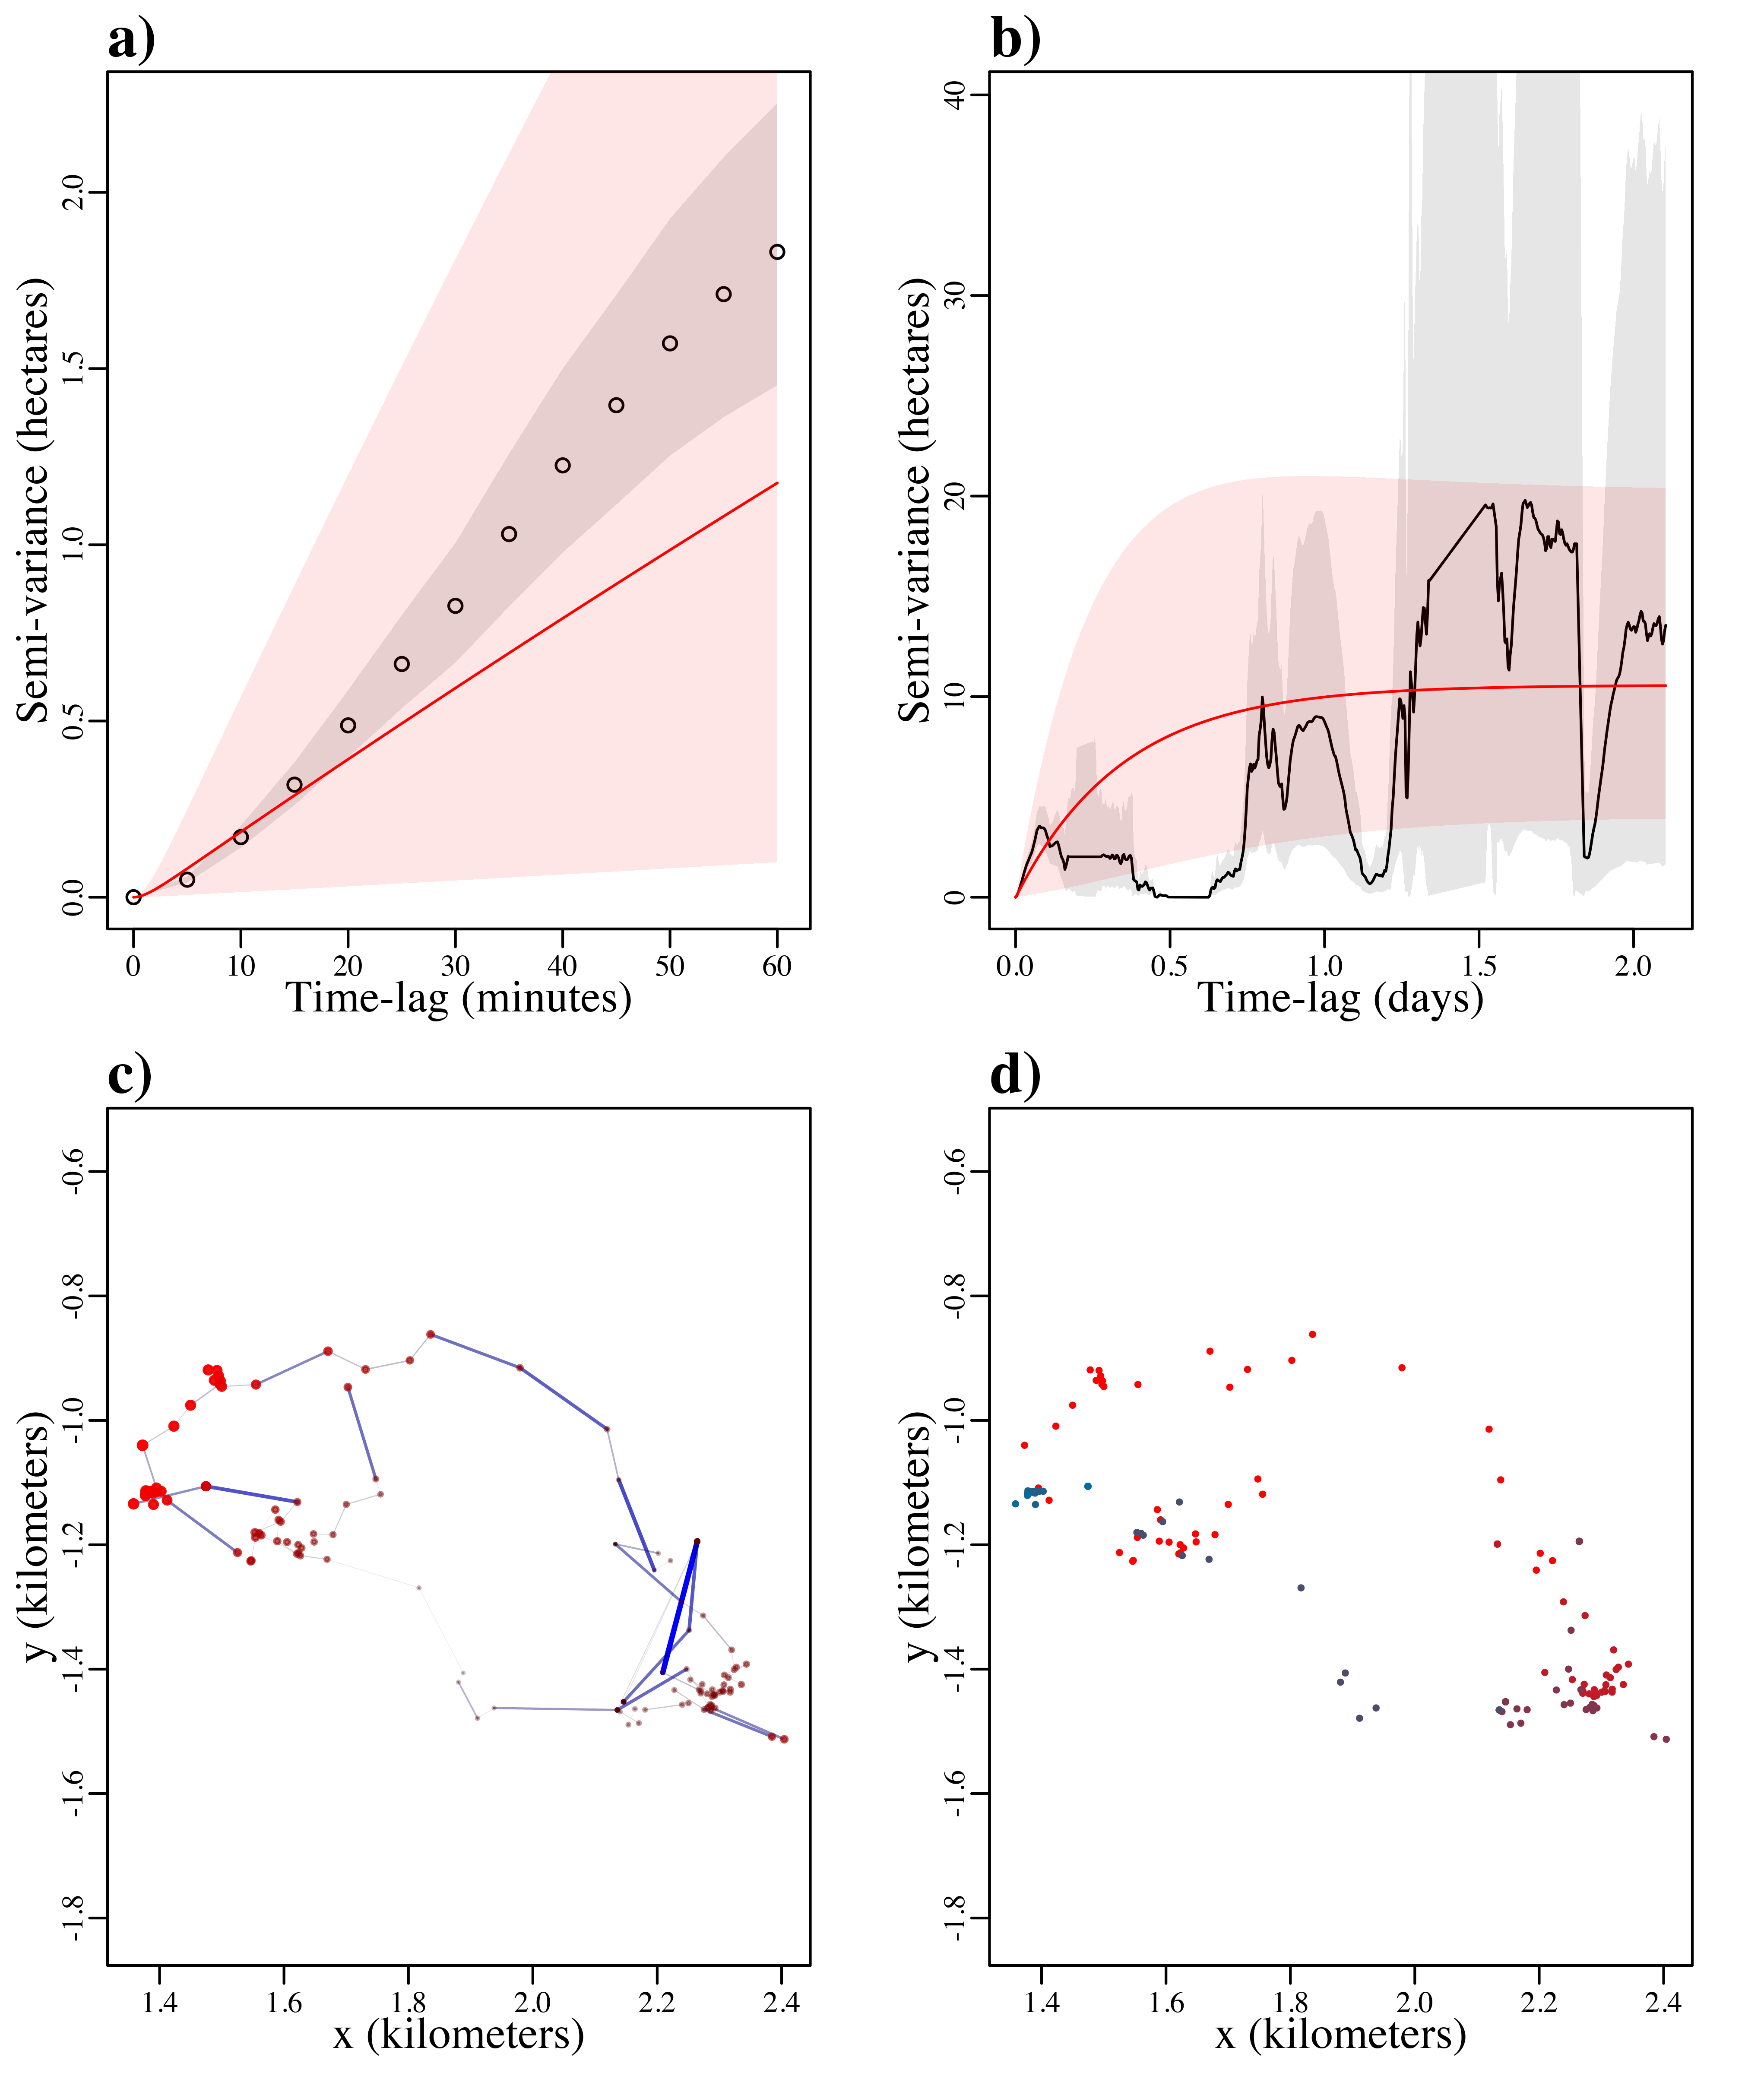 a)
Semi-variance (hectares)
0.0 0.5 1.0 1.5 2.0
0 10 20 30 40 50 60
Time-lag (minutes)
b)
Semi-variance (hectares)
0 10 20 30 40
0.0 0.5 1.0 1.5 2.0
Time-lag (days)
c)
y (kilometers)
-1.8 -1.6 -1.4 -1.2 -1.0 -0.8 -0.6
1.4 1.6 1.8 2.0 2.2 2.4
x (kilometers)
d)
y (kilometers)
-1.8 -1.6 -1.4 -1.2 -1.0 -0.8 -0.6
1.4 1.6 1.8 2.0 2.2 2.4
x (kilometers)